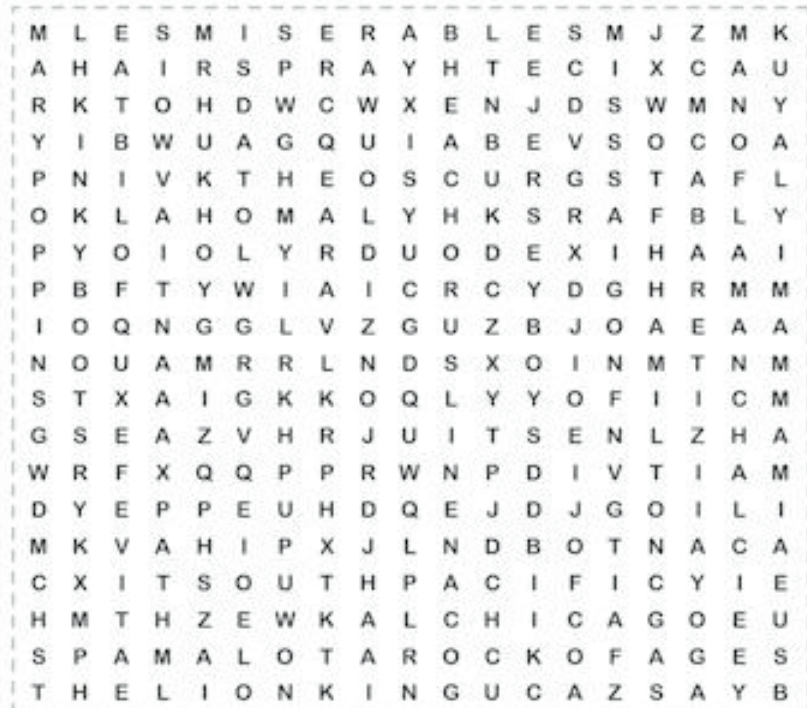 M L E S M I S E R A B L E S M J Z M K
A H A I R S P R A Y H T E C I X C A U
R K T O H D W C W X E N J D S W M N Y
Y I B W U A G Q U I A B E V S O C O A
P N I V K T H E O S C U R G S T A F L
O K L A H O M A L Y H K S R A F B L Y
P Y O I O L Y R D U O D E X I H A A I
P B F T Y W I A I C R C Y D G H R M M
I O Q N G G L V Z G U Z B J O A E A A
N O U A M R R L N D S X O I N M T N M
S T X A I G K K O Q L Y Y O F I I C M
G S E A Z V H R J U I T S E N L Z H A
W R F X Q Q P P R W N P D I V T I A M
D Y E P P E U H D Q E J D J G O I L I
M K V A H I P X J L N D B O T N A C A
C X I T S O U T H P A C I F I C Y I E
H M T H Z E W K A L C H I C A G O E U
S P A M A L O T A R O C K O F A G E S
T H E L I O N K I N G U C A Z S A Y B